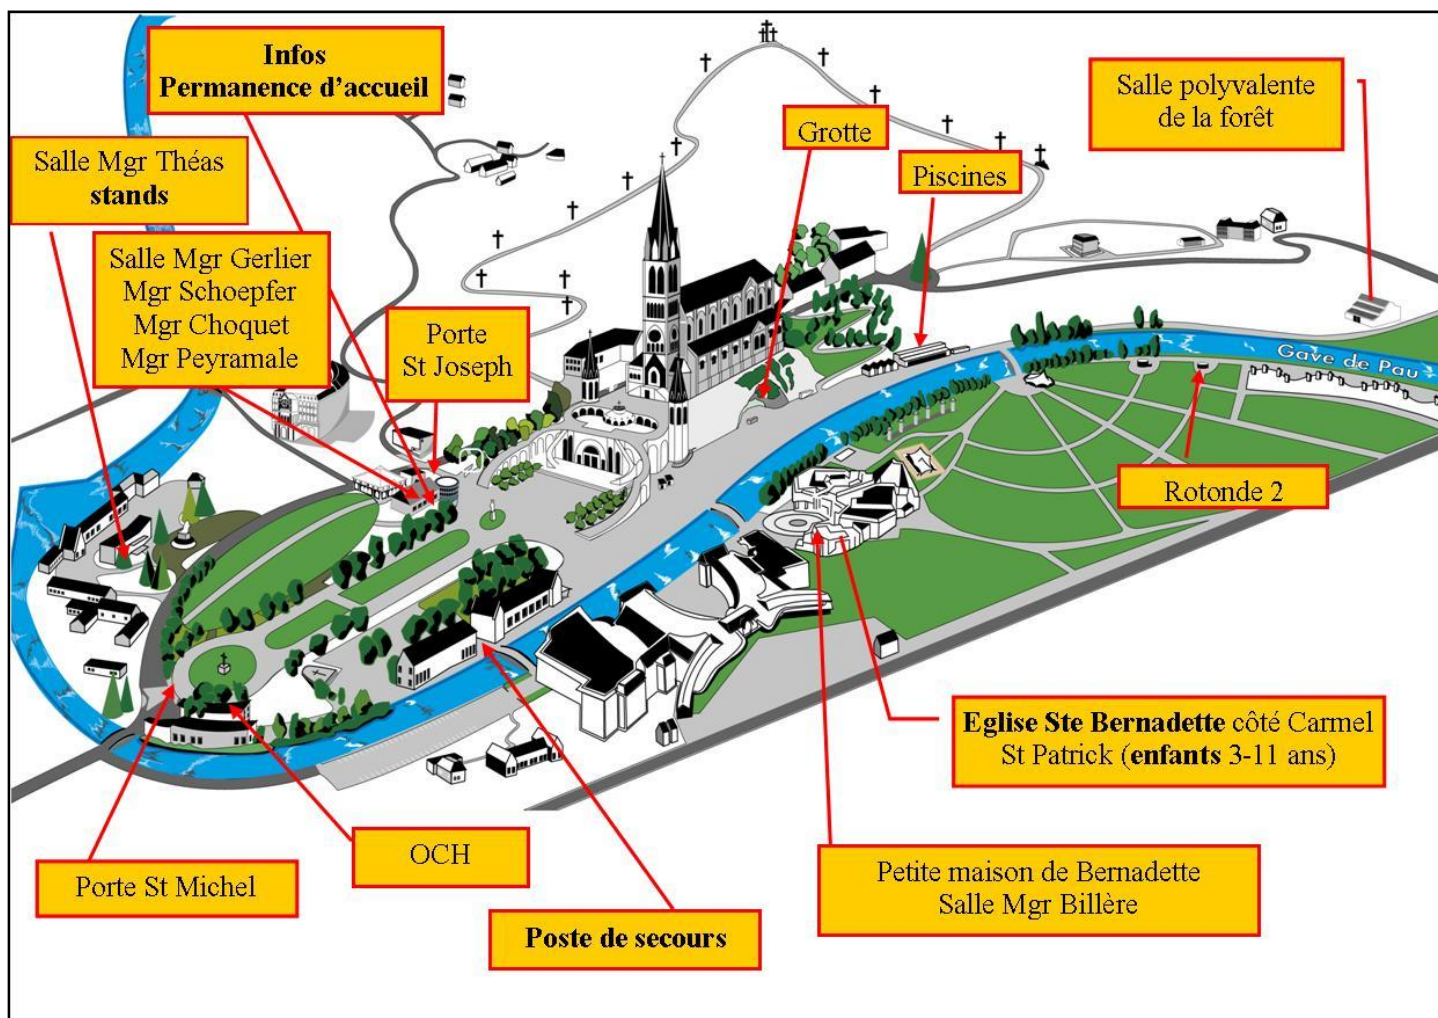 Infos
Permanence d'accueil
Salle polyvalente
de la forêt
Grotte
Piscines
Salle Mgr Théas
stands
Salle Mgr Gerlier
Mgr Schoepfer
Mgr Choquet
Mgr Peyramale
Porte
St Joseph
Gave de Pau
Rotonde 2
Eglise Ste Bernadette côté Carmel
St Patrick (enfants 3-11 ans)
OCH
Porte St Michel
Petite maison de Bernadette
Salle Mgr Billère
Poste de secours